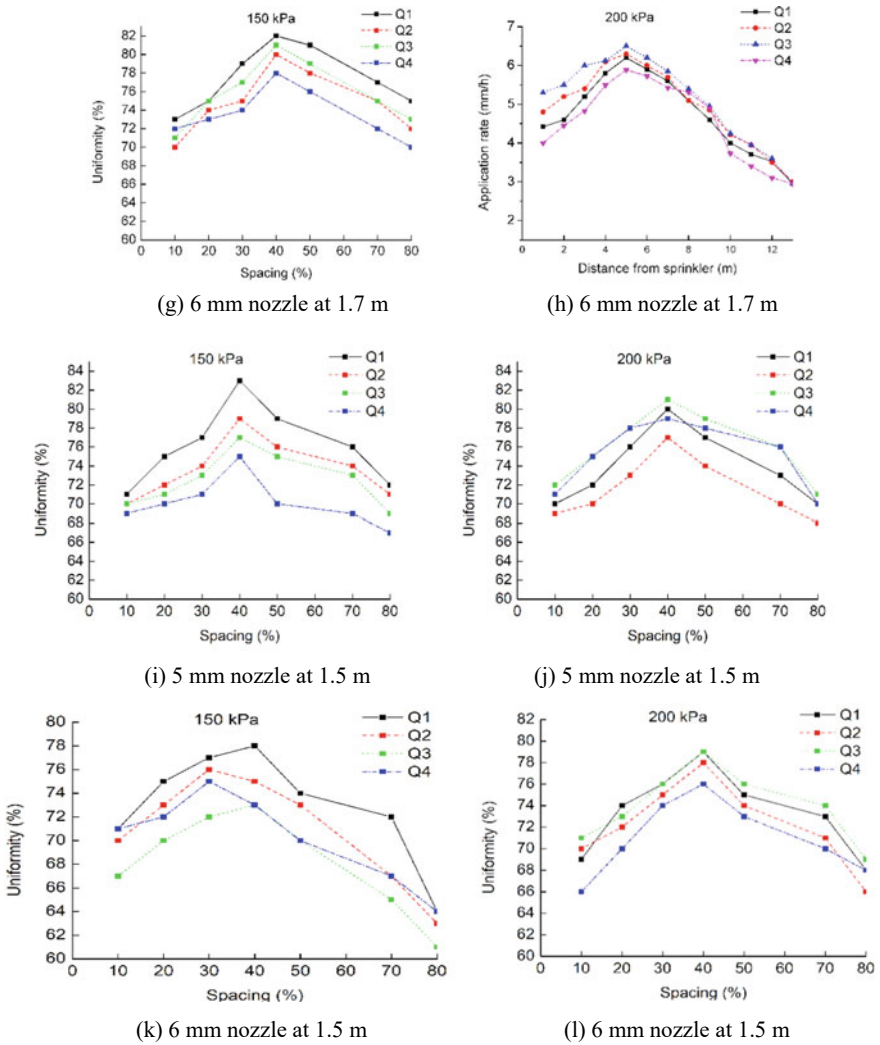 150 kPa
Q1
Q2
Q3
Q4
Uniformity (%)
82
80
78
76
74
72
70
68
66
64
62
60
0 10 20 30 40 50 60 70 80
Spacing (%)
(g) 6 mm nozzle at 1.7 m
200 kPa
Q1
Q2
Q3
Q4
Application rate (mm/h)
7
6
5
4
3
2
0 2 4 6 8 10 12
Distance from sprinkler (m)
(h) 6 mm nozzle at 1.7 m
150 kPa
Q1
Q2
Q3
Q4
Uniformity (%)
84
82
80
78
76
74
72
70
68
66
64
62
60
0 10 20 30 40 50 60 70 80
Spacing (%)
(i) 5 mm nozzle at 1.5 m
200 kPa
Q1
Q2
Q3
Q4
Uniformity (%)
84
82
80
78
76
74
72
70
68
66
64
62
60
0 10 20 30 40 50 60 70 80
Spacing (%)
(j) 5 mm nozzle at 1.5 m
150 kPa
Q1
Q2
Q3
Q4
Uniformity (%)
80
78
76
74
72
70
68
66
64
62
60
0 10 20 30 40 50 60 70 80
Spacing (%)
(k) 6 mm nozzle at 1.5 m
200 kPa
Q1
Q2
Q3
Q4
Uniformity (%)
82
80
78
76
74
72
70
68
66
64
62
60
0 10 20 30 40 50 60 70 80
Spacing (%)
(l) 6 mm nozzle at 1.5 m